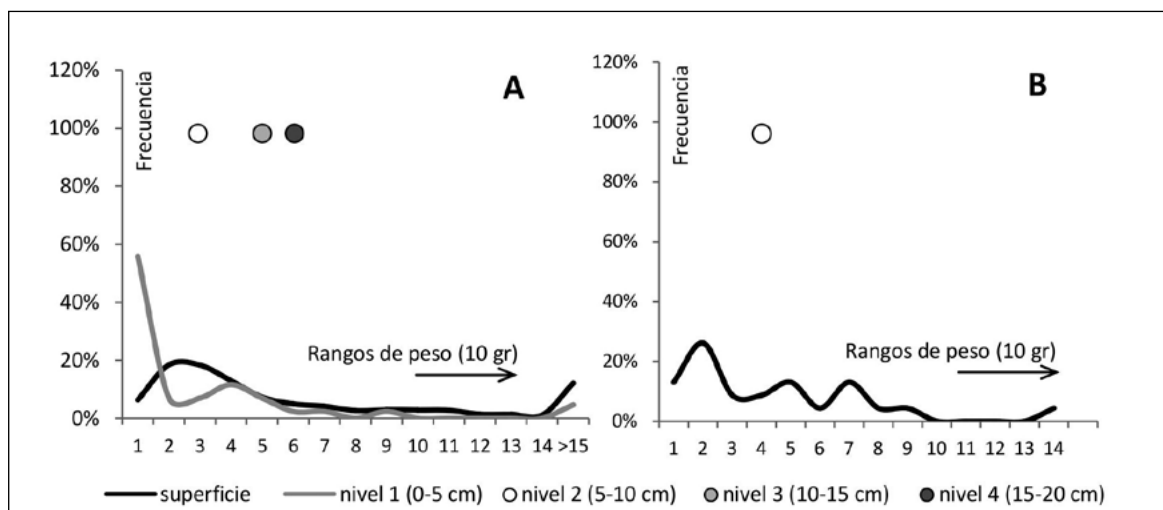 A
120%
100%
80%
60%
40%
20%
0%
Frecuencia
Rangos de peso (10 gr)
1 2 3 4 5 6 7 8 9 10 11 12 13 14 >15
B
120%
100%
80%
60%
40%
20%
0%
Frecuencia
Rangos de peso (10 gr)
1 2 3 4 5 6 7 8 9 10 11 12 13 14
superficie nivel 1 (0-5 cm) nivel 2 (5-10 cm) nivel 3 (10-15 cm) nivel 4 (15-20 cm)